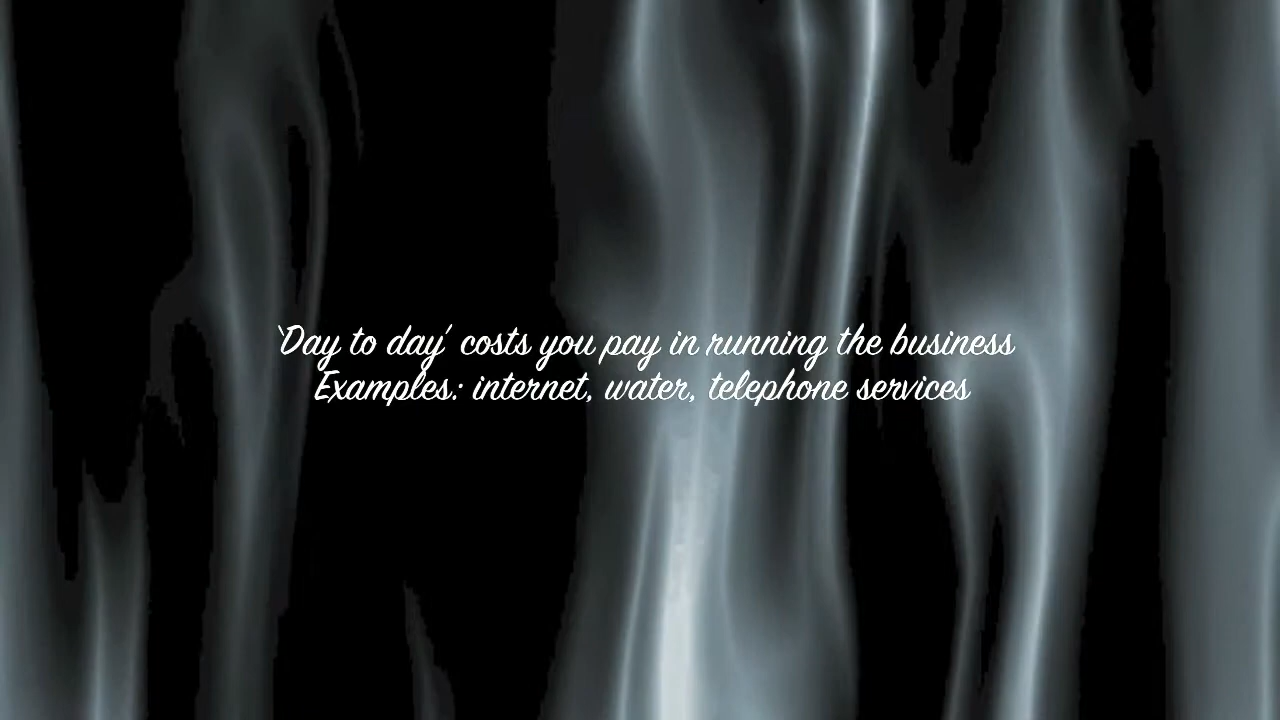 ‘Day to day’ costs you pay in running the business
Examples: internet, water, telephone services